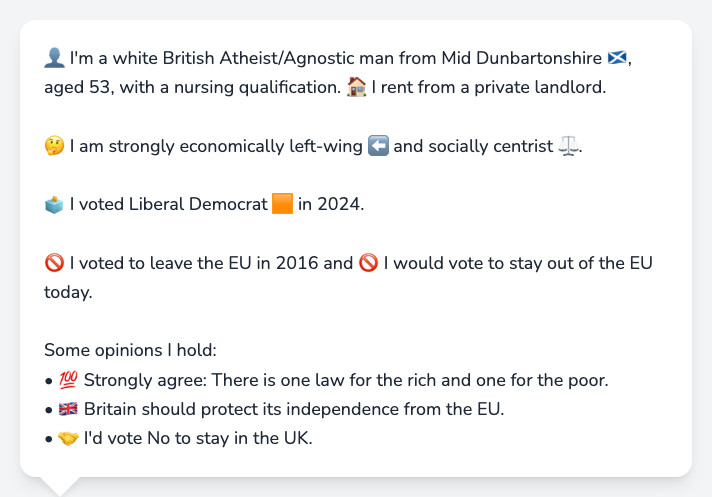 👤 I'm a white British Atheist/Agnostic man from Mid Dunbartonshire 🏴󠁧󠁢󠁳󠁣󠁴󠁿,
aged 53, with a nursing qualification. 🏠 I rent from a private landlord.
🤔 I am strongly economically left-wing ⬅️ and socially centrist ⚖️.
🗳️ I voted Liberal Democrat 🟧 in 2024.
🚫 I voted to leave the EU in 2016 and 🚫 I would vote to stay out of the EU
today.
Some opinions I hold:
• 💯 Strongly agree: There is one law for the rich and one for the poor.
• 🇬🇧 Britain should protect its independence from the EU.
• 🤝 I'd vote No to stay in the UK.